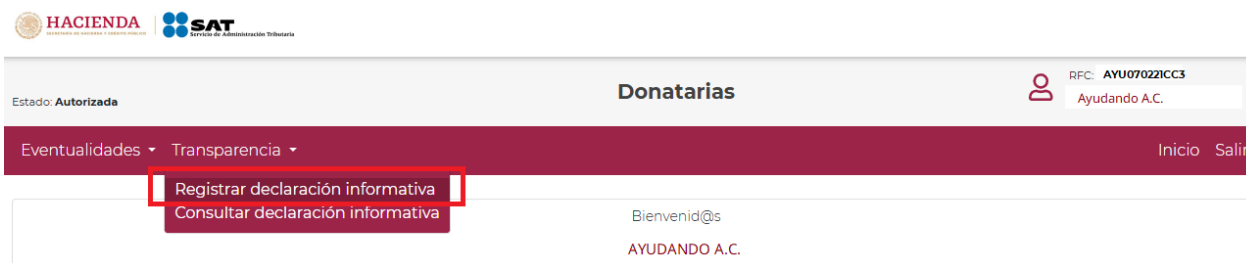 HACIENDA
SECRETARÍA DE HACIENDA Y CRÉDITO PÚBLICO
SAT
Servicio de Administración Tributaria
Estado: Autorizada
Donatarias
RFC: AYU070221CC3
Ayudando A.C.
Eventualidades Transparencia Inicio Salir
Registrar declaración informativa
Consultar declaración informativa
Bienvenid@s
AYUDANDO A.C.